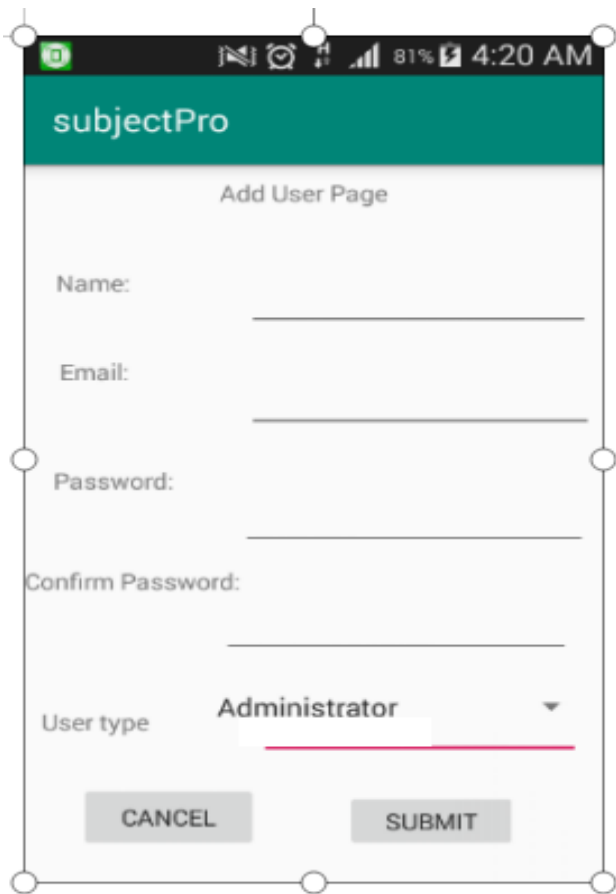 81% 4:20 AM
subjectPro
Add User Page
Name:
Email:
Password:
Confirm Password:
User type Administrator
CANCEL SUBMIT